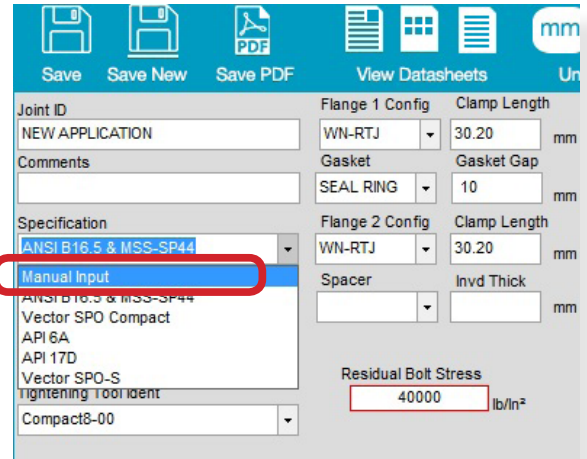 PDF
mm
Save Save New Save PDF View Datasheets Un
Joint ID Flange 1 Config Clamp Length
NEW APPLICATION WN-RTJ 30.20 mm
Comments Gasket Gasket Gap
SEAL RING 10 mm
Specification Flange 2 Config Clamp Length
ANSI B16.5 & MSS-SP44 WN-RTJ 30.20 mm
Manual Input Spacer Invd Thick
ANSI B16.5 & MSS-SP44
Vector SPO Compact mm
API 6A
API 17D
Vector SPO-S Residual Bolt Stress
Tightening Tool Ident 40000 lb/In²
Compact8-00